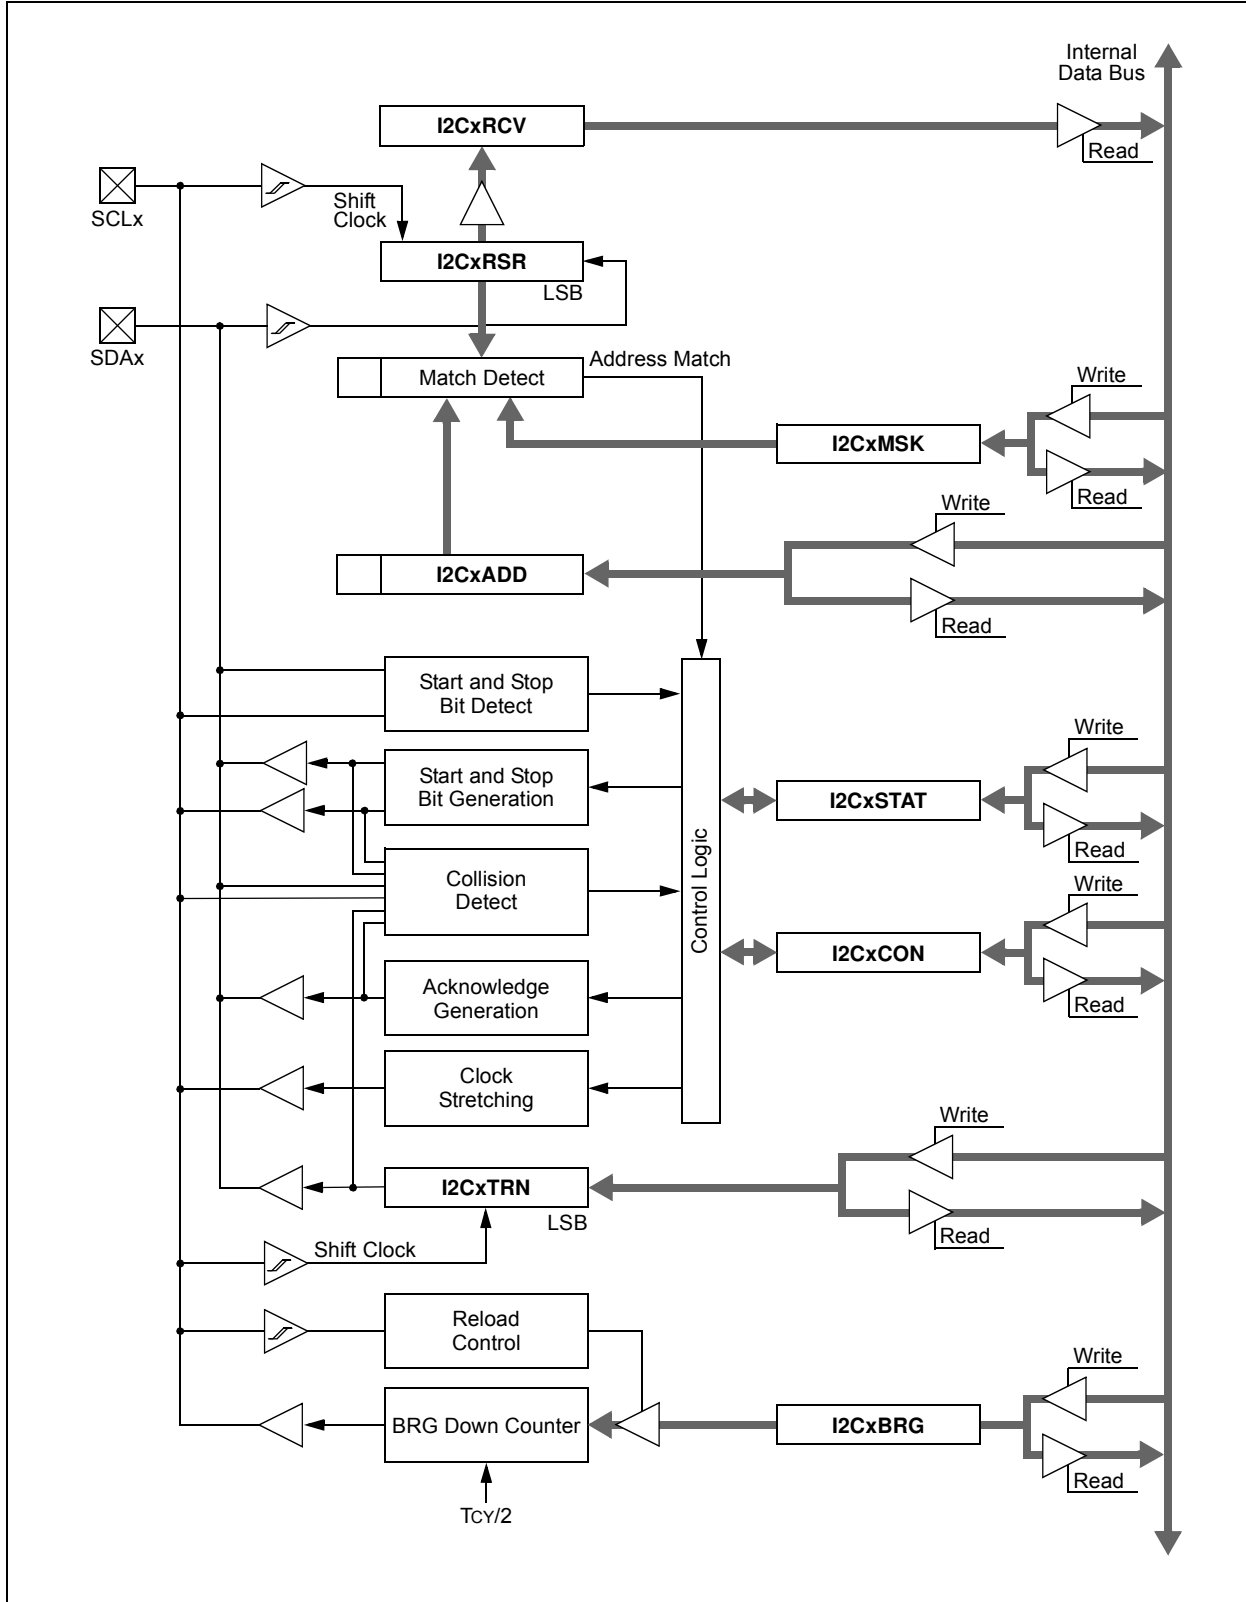 Internal
Data Bus
I2CxRCV
Read
SCLx
Shift
Clock
I2CxRSR
LSB
SDAx
Match Detect
Address Match
Write
I2CxMSK
Read
Write
I2CxADD
Read
Start and Stop
Bit Detect
Write
Start and Stop
Bit Generation
I2CxSTAT
Read
Control Logic
Collision
Detect
Write
I2CxCON
Read
Acknowledge
Generation
Clock
Stretching
Write
I2CxTRN
LSB
Read
Shift Clock
Reload
Control
Write
BRG Down Counter
I2CxBRG
Read
TCY/2